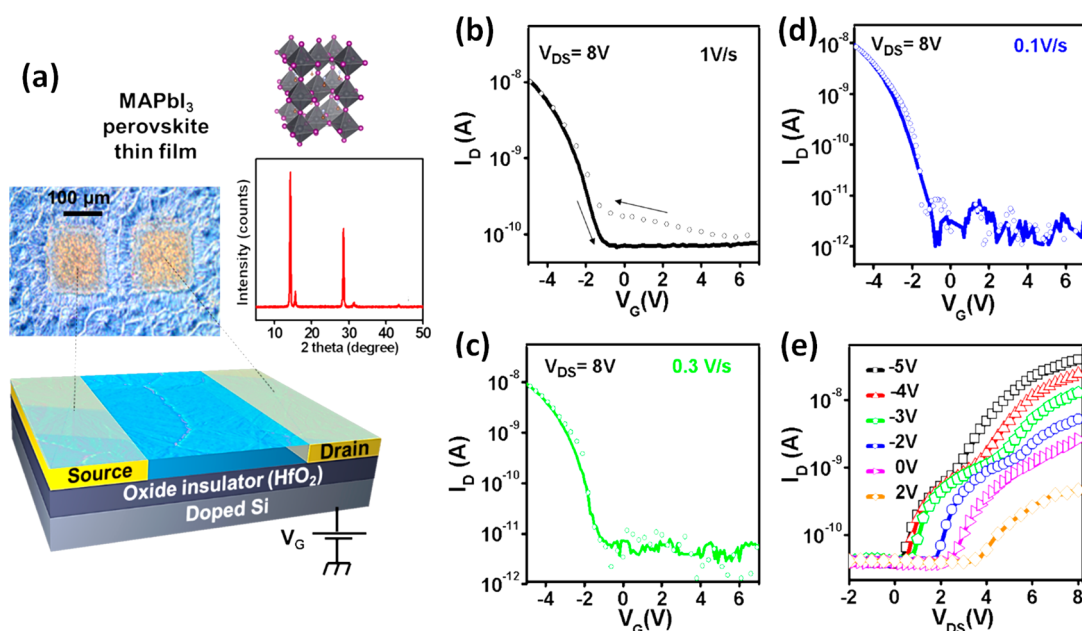 (a)
MAPbI3
perovskite
thin film
100 μm
Intensity (counts)
10 20 30 40 50
2 theta (degree)
Source
Drain
Oxide insulator (HfO2)
Doped Si
VG
(b)
VDS= 8V
1V/s
ID (A)
10-8
10-9
10-10
-4 -2 0 2 4 6
VG(V)
(c)
VDS= 8V
0.3 V/s
ID (A)
10-8
10-9
10-10
10-11
10-12
-4 -2 0 2 4 6
VG(V)
(d)
VDS= 8V
0.1V/s
ID (A)
10-8
10-9
10-10
10-11
10-12
-4 -2 0 2 4 6
VG(V)
(e)
-5V
-4V
-3V
-2V
0V
2V
ID (A)
10-8
10-9
10-10
-2 0 2 4 6 8
VDS(V)